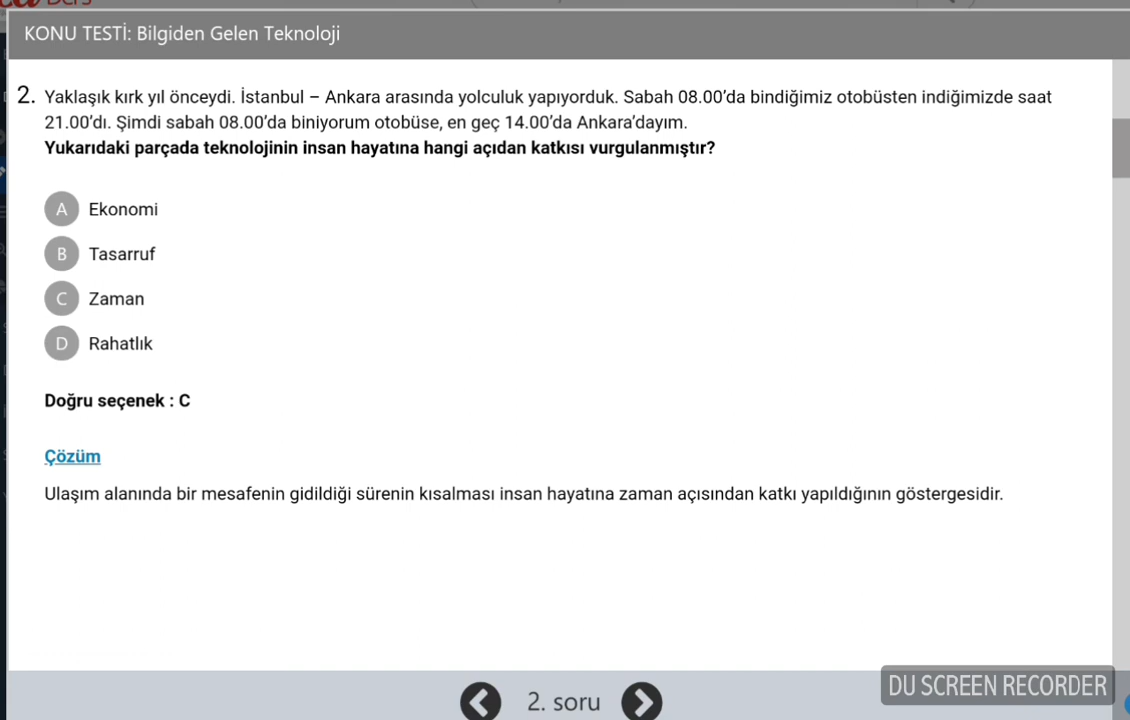 Ders
KONU TESTİ: Bilgiden Gelen Teknoloji
2. Yaklaşık kırk yıl önceydi. İstanbul – Ankara arasında yolculuk yapıyorduk. Sabah 08.00’da bindiğimiz otobüsten indiğimizde saat
21.00’dı. Şimdi sabah 08.00’da biniyorum otobüse, en geç 14.00’da Ankara’dayım.
Yukarıdaki parçada teknolojinin insan hayatına hangi açıdan katkısı vurgulanmıştır?
A Ekonomi
B Tasarruf
C Zaman
D Rahatlık
Doğru seçenek : C
Çözüm
Ulaşım alanında bir mesafenin gidildiği sürenin kısalması insan hayatına zaman açısından katkı yapıldığının göstergesidir.
2. soru
DU SCREEN RECORDER